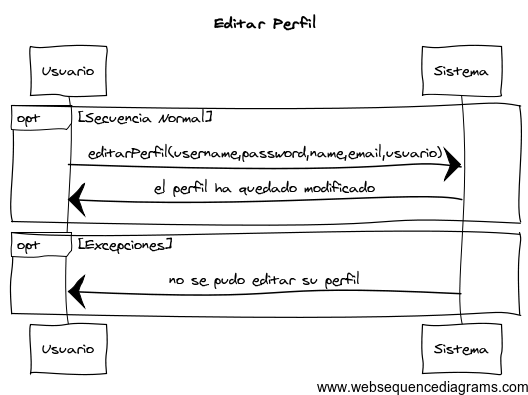 Editar Perfil
Usuario
Sistema
opt
[Secuencia Normal]
editarPerfil(username,password,name,email,usuario)
el perfil ha quedado modificado
opt
[Excepciones]
no se pudo editar su perfil
Usuario
Sistema
www.websequencediagrams.com